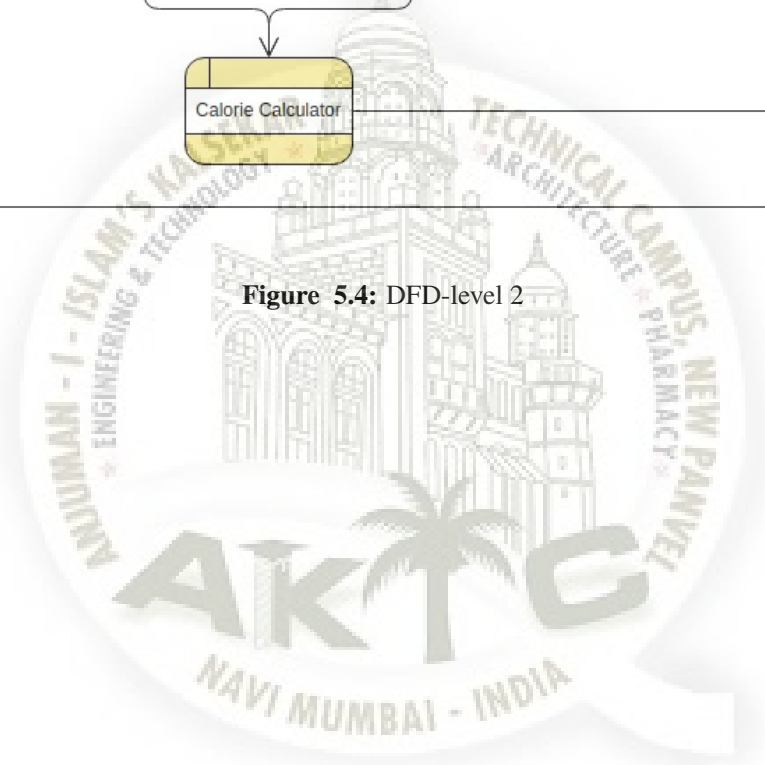 Calorie Calculator
Figure 5.4: DFD-level 2
ANJUMAN - I - ISLAM'S KALSEKAR TECHNICAL CAMPUS, NEW PANVEL
ENGINEERING & TECHNOLOGY * ARCHITECTURE * PHARMACY *
AKTC
NAVI MUMBAI - INDIA